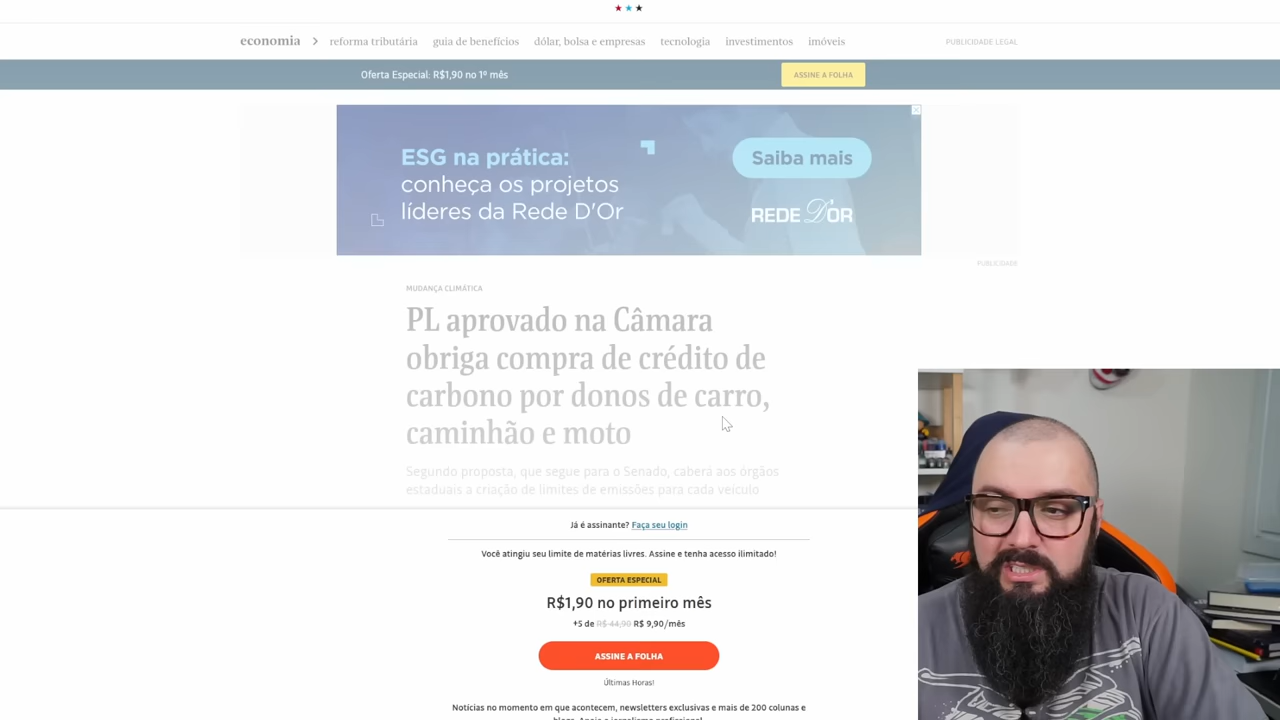 economia
reforma tributária
guia de benefícios
dólar, bolsa e empresas
tecnologia
investimentos
imóveis
PUBLICIDADE LEGAL
Oferta Especial: R$1,90 no 1º mês
ASSINE A FOLHA
ESG na prática:
conheça os projetos
líderes da Rede D'Or
Saiba mais
REDE D'OR
PUBLICIDADE
MUDANÇA CLIMÁTICA
PL aprovado na Câmara
obriga compra de crédito de
carbono por donos de carro,
caminhão e moto
Segundo proposta, que segue para o Senado, caberá aos órgãos
estaduais a criação de limites de emissões para cada veículo
Já é assinante? Faça seu login
Você atingiu seu limite de matérias livres. Assine e tenha acesso ilimitado!
OFERTA ESPECIAL
R$1,90 no primeiro mês
+5 de R$ 44,90 R$ 9,90/mês
ASSINE A FOLHA
Últimas Horas!
Notícias no momento em que acontecem, newsletters exclusivas e mais de 200 colunas e
blogs. Apoie o jornalismo profissional.